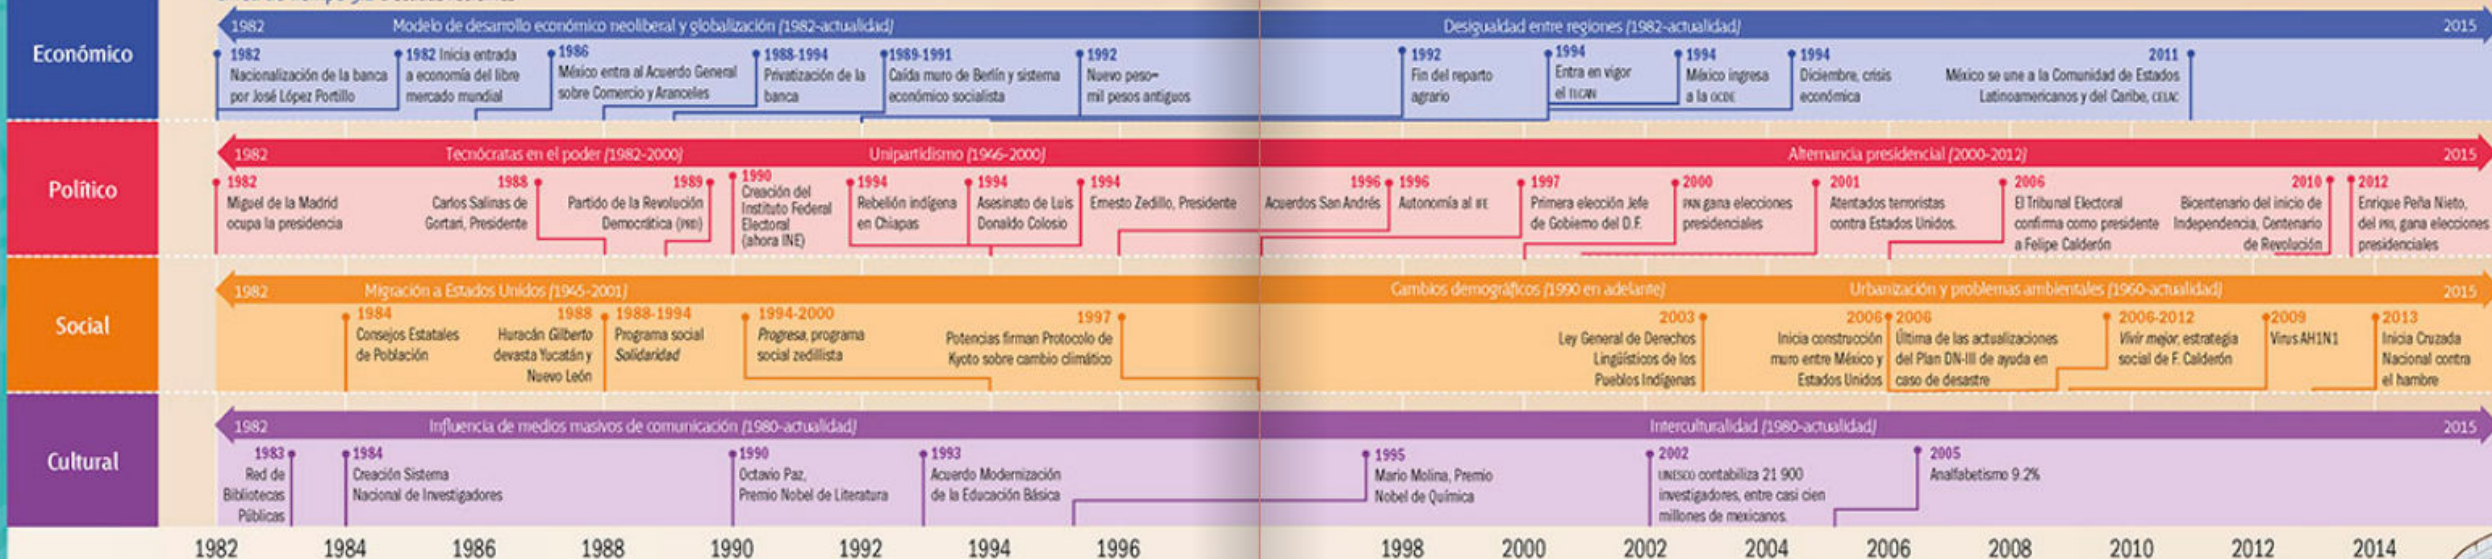 Económico
1982
Modelo de desarrollo económico neoliberal y globalización (1982-actualidad)
Desigualdad entre regiones (1982-actualidad)
2015
1982
Nacionalización de la banca
por José López Portillo
1982 Inicia entrada
a economía del libre
mercado mundial
1986
México entra al Acuerdo General
sobre Comercio y Aranceles
1988-1994
Privatización de la
banca
1989-1991
Caída muro de Berlín y sistema
económico socialista
1992
Nuevo peso=
mil pesos antiguos
1992
Fin del reparto
agrario
1994
Entra en vigor
el TLCAN
1994
México ingresa
a la OCDE
1994
Diciembre, crisis
económica
2011
México se une a la Comunidad de Estados
Latinoamericanos y del Caribe, CELAC
Político
1982
Tecnócratas en el poder (1982-2000)
Unipartidismo (1946-2000)
Alternancia presidencial (2000-2012)
2015
1982
Miguel de la Madrid
ocupa la presidencia
1988
Carlos Salinas de
Gortari, Presidente
1989
Partido de la Revolución
Democrática (PRD)
1990
Creación del
Instituto Federal
Electoral
(ahora INE)
1994
Rebelión indígena
en Chiapas
1994
Asesinato de Luis
Donaldo Colosio
1994
Ernesto Zedillo, Presidente
1996
Acuerdos San Andrés
1996
Autonomía al IFE
1997
Primera elección Jefe
de Gobierno del D.F.
2000
PAN gana elecciones
presidenciales
2001
Atentados terroristas
contra Estados Unidos.
2006
El Tribunal Electoral
confirma como presidente
a Felipe Calderón
2010
Bicentenario del inicio de
Independencia, Centenario
de Revolución
2012
Enrique Peña Nieto,
del PRI, gana elecciones
presidenciales
Social
1982
Migración a Estados Unidos (1945-2001)
Cambios demográficos (1990 en adelante)
Urbanización y problemas ambientales (1960-actualidad)
2015
1984
Consejos Estatales
de Población
1988
Huracán Gilberto
devasta Yucatán y
Nuevo León
1988-1994
Programa social
Solidaridad
1994-2000
Progresa, programa
social zedillista
1997
Potencias firman Protocolo de
Kyoto sobre cambio climático
2003
Ley General de Derechos
Lingüísticos de los
Pueblos Indígenas
2006
Inicia construcción
muro entre México y
Estados Unidos
2006
Última de las actualizaciones
del Plan DN-III de ayuda en
caso de desastre
2006-2012
Vivir mejor, estrategia
social de F. Calderón
2009
Virus AH1N1
2013
Inicia Cruzada
Nacional contra
el hambre
Cultural
1982
Influencia de medios masivos de comunicación (1980-actualidad)
Interculturalidad (1980-actualidad)
2015
1983
Red de
Bibliotecas
Públicas
1984
Creación Sistema
Nacional de Investigadores
1990
Octavio Paz,
Premio Nobel de Literatura
1993
Acuerdo Modernización
de la Educación Básica
1995
Mario Molina, Premio
Nobel de Química
2002
UNESCO contabiliza 21 900
investigadores, entre casi cien
millones de mexicanos.
2005
Analfabetismo 9.2%
1982 1984 1986 1988 1990 1992 1994 1996 1998 2000 2002 2004 2006 2008 2010 2012 2014